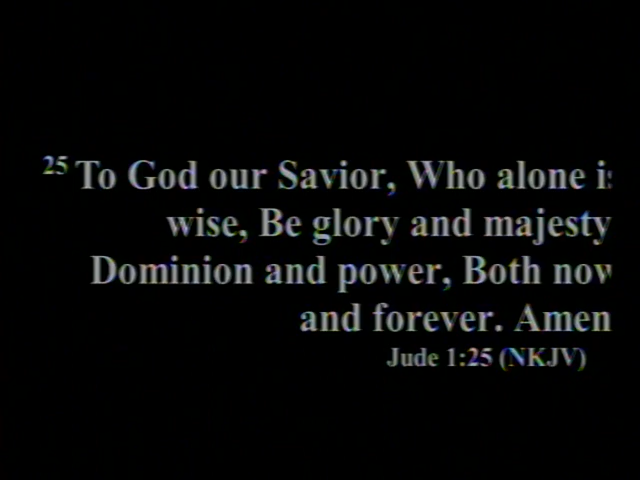 25 To God our Savior, Who alone is
wise, Be glory and majesty
Dominion and power, Both now
and forever. Amen
Jude 1:25 (NKJV)